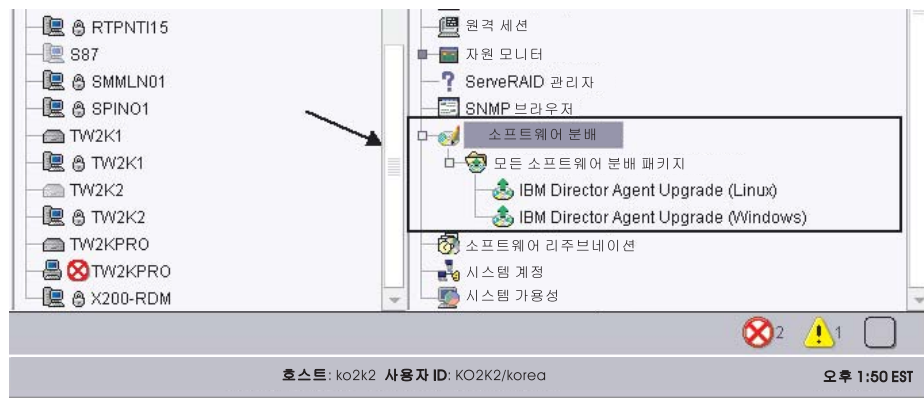 RTPNTI15
S87
SMMLN01
SPINO1
TW2K1
TW2K1
TW2K2
TW2K2
TW2KPRO
TW2KPRO
X200-RDM
원격 세션
자원 모니터
ServeRAID 관리자
SNMP 브라우저
소프트웨어 분배
모든 소프트웨어 분배 패키지
IBM Director Agent Upgrade (Linux)
IBM Director Agent Upgrade (Windows)
소프트웨어 리주브네이션
시스템 계정
시스템 가용성
2
1
호스트: ko2k2 사용자 ID: KO2K2/korea
오후 1:50 EST